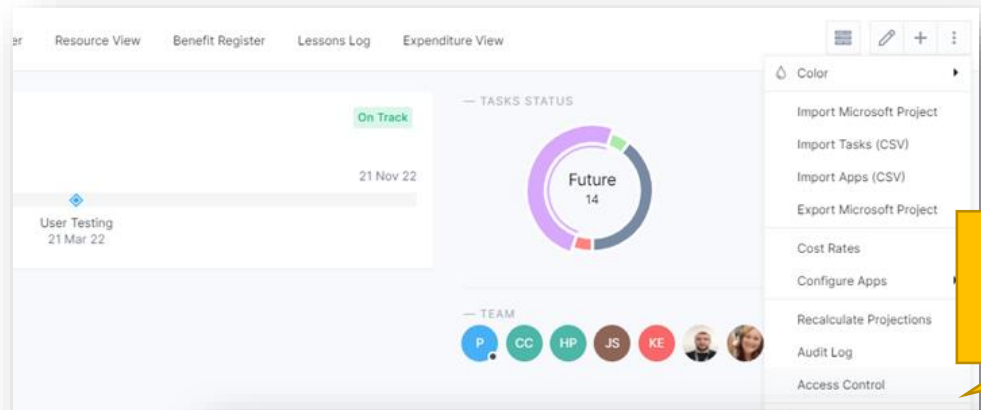 er Resource View Benefit Register Lessons Log Expenditure View
Color
— TASKS STATUS
On Track
Import Microsoft Project
Import Tasks (CSV)
21 Nov 22
Future
14
Import Apps (CSV)
Export Microsoft Project
User Testing
21 Mar 22
Cost Rates
Configure Apps
— TEAM
P CC HP JS KE
Recalculate Projections
Audit Log
Access Control